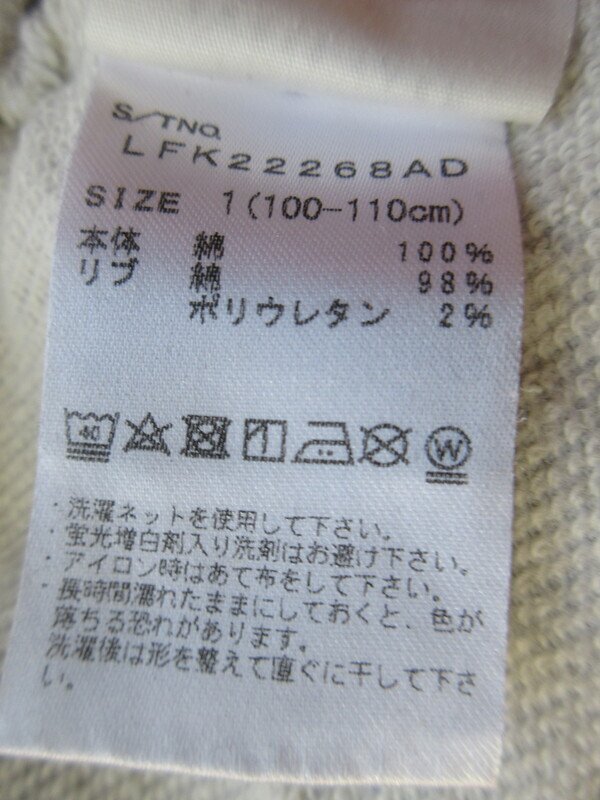 S/TNO.
LFK22268AD
SIZE 1(100-110cm)
本体 綿 100%
リブ 綿 98%
ポリウレタン 2%
40
W
・洗濯ネットを使用して下さい。
・蛍光増白剤入り洗剤はお避け下さい。
・アイロン時はあて布をして下さい。
・長時間濡れたままにしておくと、色が
落ちる恐れがあります。
洗濯後は形を整えて直ぐに干して下さ
い。